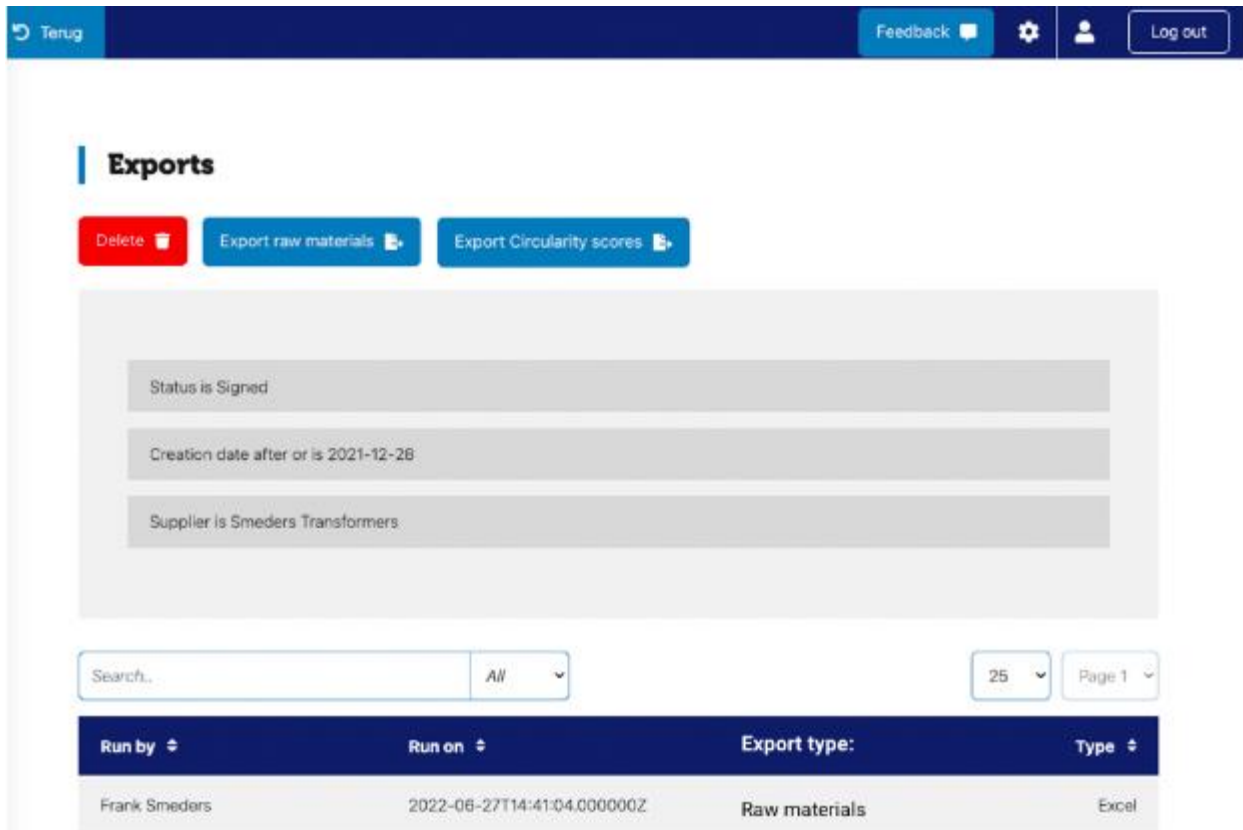 Terug Feedback Log out
Exports
Delete Export raw materials Export Circularity scores
Status is Signed
Creation date after or is 2021-12-28
Supplier is Smeders Transformers
Search.. All 25 Page 1
Run by Run on Export type: Type
Frank Smeders 2022-06-27T14:41:04.000000Z Raw materials Excel